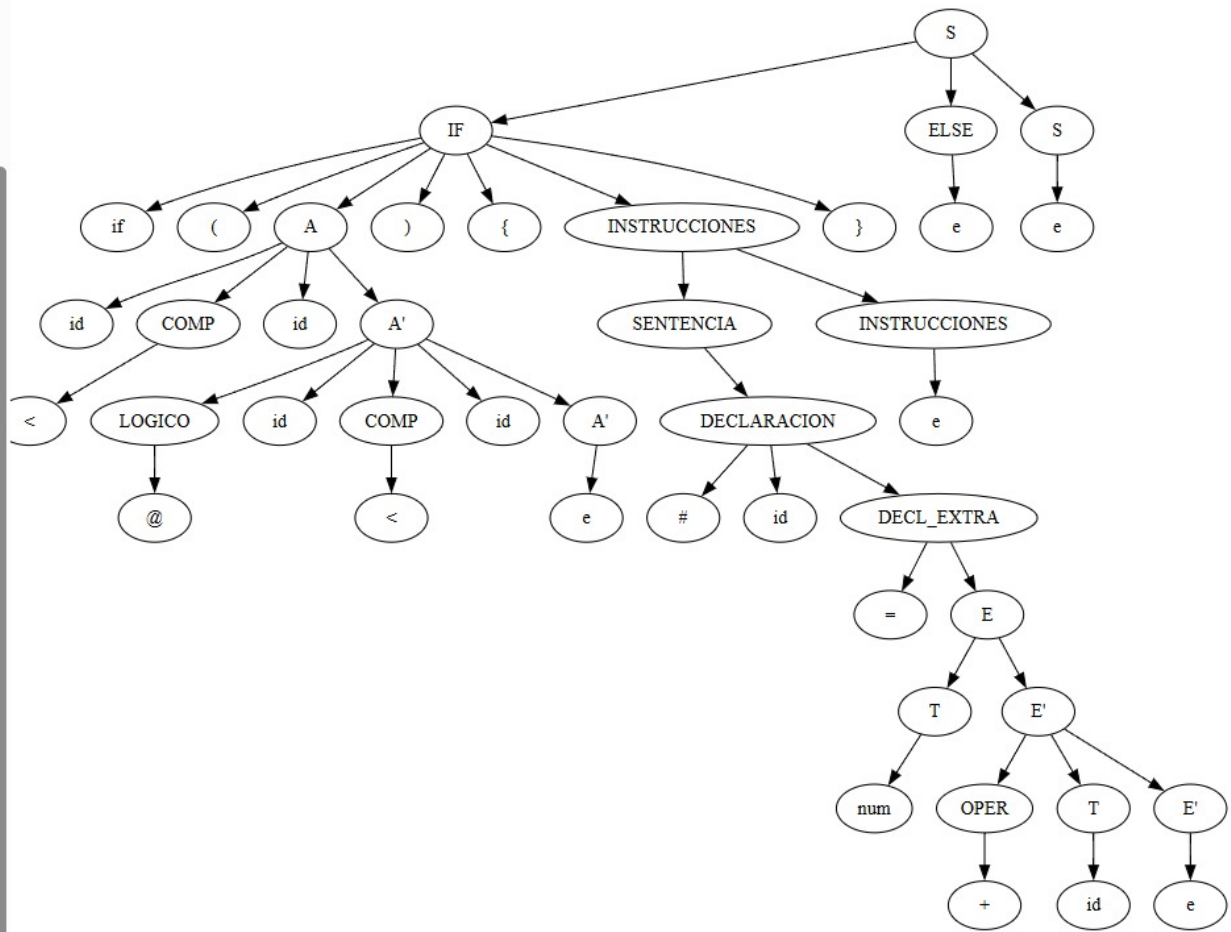 S
IF
ELSE
S
if
(
A
)
{
INSTRUCCIONES
}
e
e
id
COMP
id
A'
SENTENCIA
INSTRUCCIONES
<
LOGICO
id
COMP
id
A'
DECLARACION
e
@
<
e
#
id
DECL_EXTRA
=
E
T
E'
num
OPER
T
E'
+
id
e